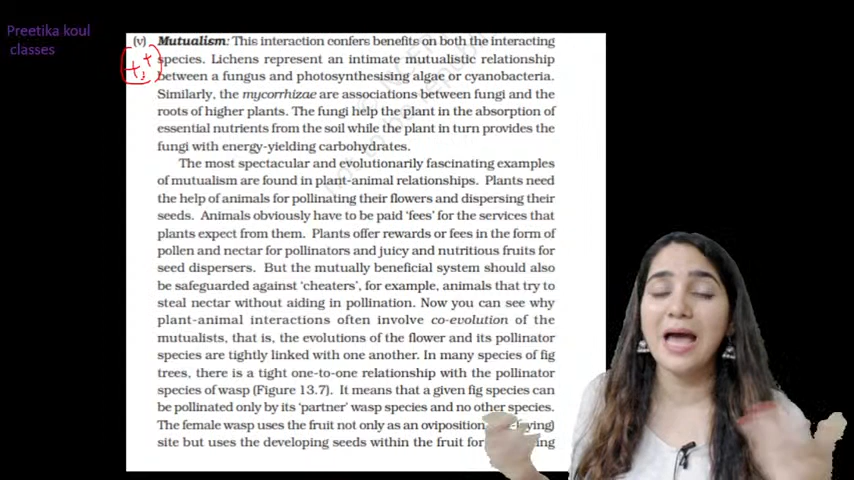 Preetika koul
classes
(v) Mutualism: This interaction confers benefits on both the interacting
species. Lichens represent an intimate mutualistic relationship
between a fungus and photosynthesising algae or cyanobacteria.
Similarly, the mycorrhizae are associations between fungi and the
roots of higher plants. The fungi help the plant in the absorption of
essential nutrients from the soil while the plant in turn provides the
fungi with energy-yielding carbohydrates.
The most spectacular and evolutionarily fascinating examples
of mutualism are found in plant-animal relationships. Plants need
the help of animals for pollinating their flowers and dispersing their
seeds. Animals obviously have to be paid 'fees' for the services that
plants expect from them. Plants offer rewards or fees in the form of
pollen and nectar for pollinators and juicy and nutritious fruits for
seed dispersers. But the mutually beneficial system should also
be safeguarded against 'cheaters', for example, animals that try to
steal nectar without aiding in pollination. Now you can see why
plant-animal interactions often involve co-evolution of the
mutualists, that is, the evolutions of the flower and its pollinator
species are tightly linked with one another. In many species of fig
trees, there is a tight one-to-one relationship with the pollinator
species of wasp (Figure 13.7). It means that a given fig species can
be pollinated only by its 'partner' wasp species and no other species.
The female wasp uses the fruit not only as an oviposition
site but uses the developing seeds within the fruit for